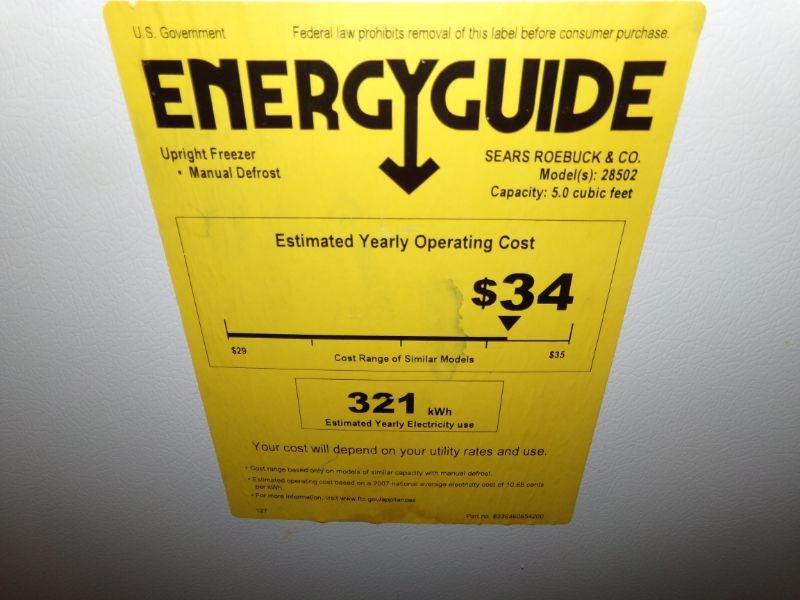 U.S. Government Federal law prohibits removal of this label before consumer purchase.
ENERGYGUIDE
Upright Freezer
• Manual Defrost
SEARS ROEBUCK & CO.
Model(s): 28502
Capacity: 5.0 cubic feet
Estimated Yearly Operating Cost
$34
$29
Cost Range of Similar Models
$35
321 kWh
Estimated Yearly Electricity use
Your cost will depend on your utility rates and use.
• Cost range based only on models of similar capacity with manual defrost.
• Estimated operating cost based on a 2007 national average electricity cost of 10.65 cents
per kWh.
• For more information, visit www.ftc.gov/appliances
127
Part no.